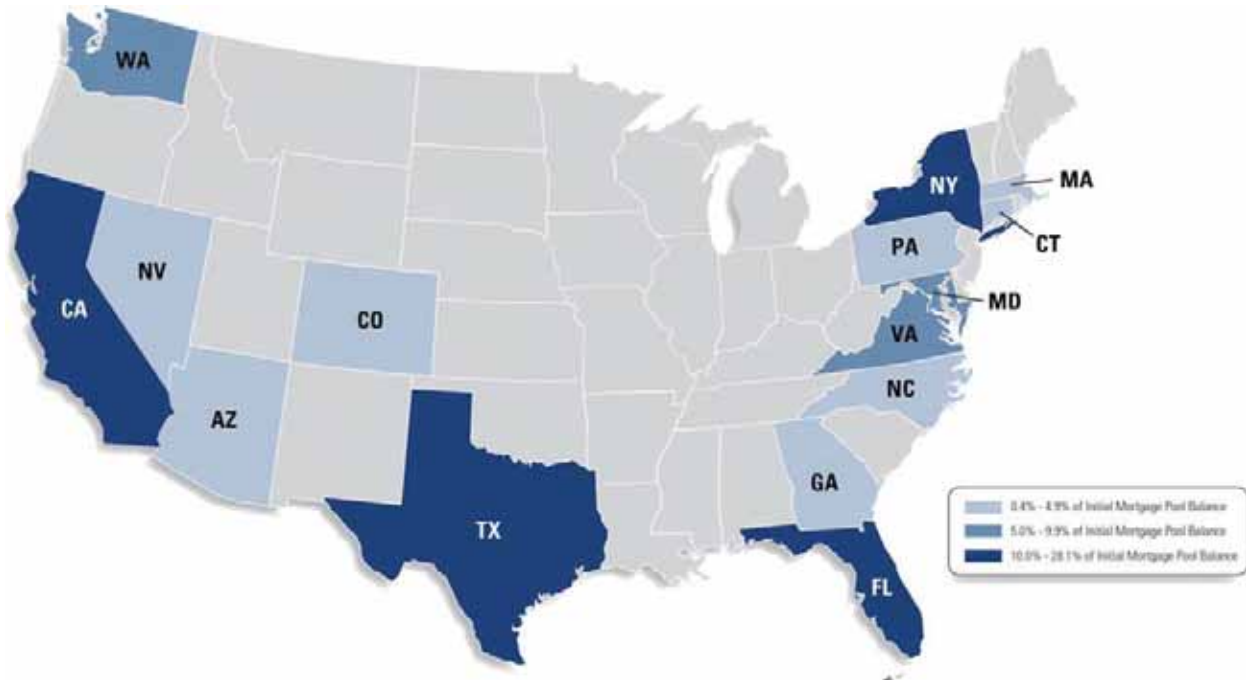 WA
NY
MA
CT
PA
NV
MD
CA
CO
VA
NC
AZ
GA
TX
FL
0.4% - 4.9% of Initial Mortgage Pool Balance
5.0% - 9.9% of Initial Mortgage Pool Balance
10.0% - 28.1% of Initial Mortgage Pool Balance